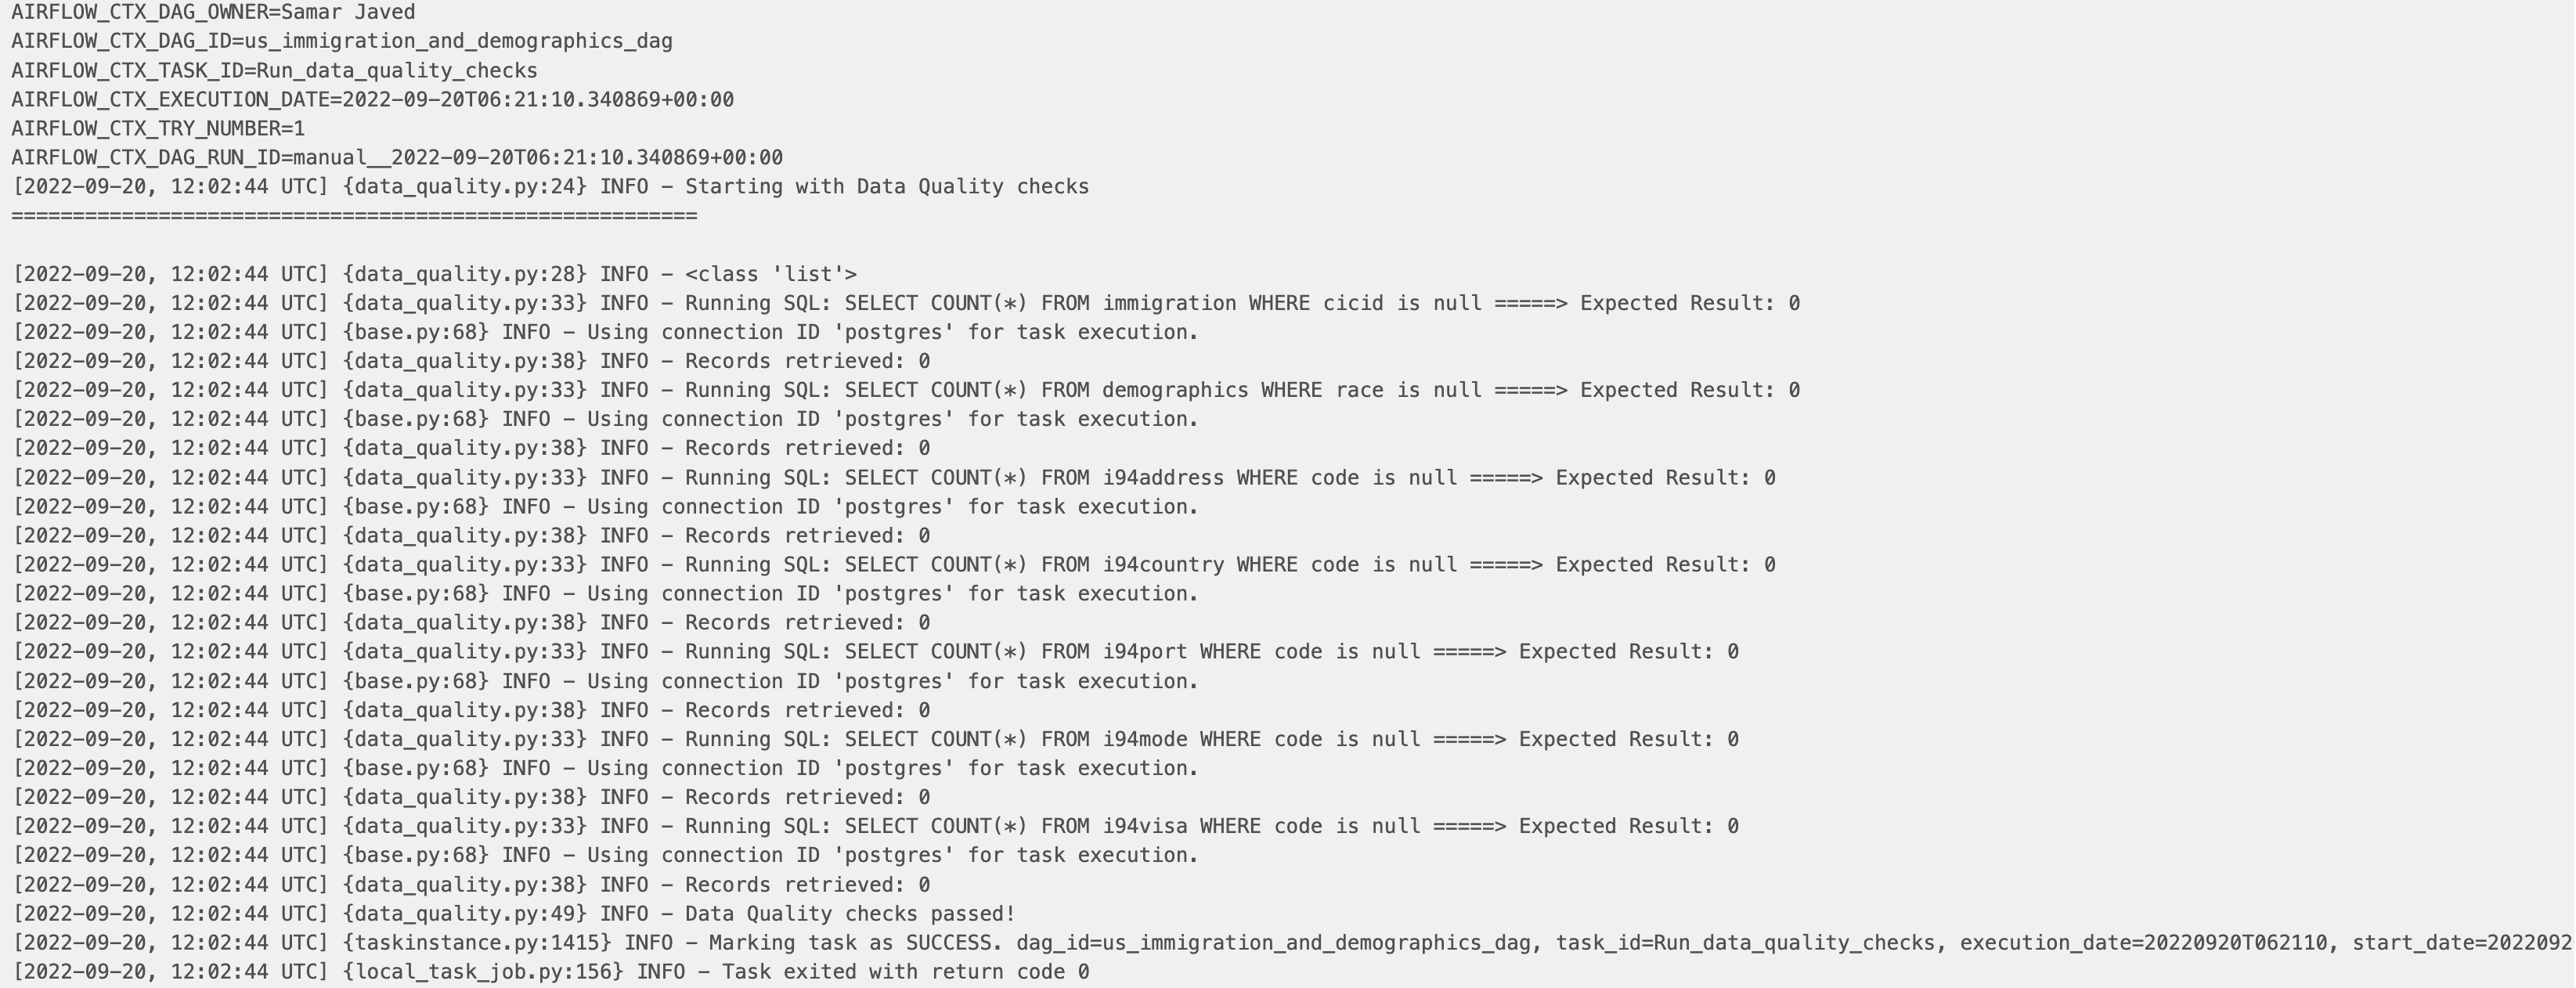 AIRFLOW_CTX_DAG_OWNER=Samar Javed
AIRFLOW_CTX_DAG_ID=us_immigration_and_demographics_dag
AIRFLOW_CTX_TASK_ID=Run_data_quality_checks
AIRFLOW_CTX_EXECUTION_DATE=2022-09-20T06:21:10.340869+00:00
AIRFLOW_CTX_TRY_NUMBER=1
AIRFLOW_CTX_DAG_RUN_ID=manual__2022-09-20T06:21:10.340869+00:00
[2022-09-20, 12:02:44 UTC] {data_quality.py:24} INFO - Starting with Data Quality checks
========================================================
[2022-09-20, 12:02:44 UTC] {data_quality.py:28} INFO - <class 'list'>
[2022-09-20, 12:02:44 UTC] {data_quality.py:33} INFO - Running SQL: SELECT COUNT(*) FROM immigration WHERE cicid is null =====> Expected Result: 0
[2022-09-20, 12:02:44 UTC] {base.py:68} INFO - Using connection ID 'postgres' for task execution.
[2022-09-20, 12:02:44 UTC] {data_quality.py:38} INFO - Records retrieved: 0
[2022-09-20, 12:02:44 UTC] {data_quality.py:33} INFO - Running SQL: SELECT COUNT(*) FROM demographics WHERE race is null =====> Expected Result: 0
[2022-09-20, 12:02:44 UTC] {base.py:68} INFO - Using connection ID 'postgres' for task execution.
[2022-09-20, 12:02:44 UTC] {data_quality.py:38} INFO - Records retrieved: 0
[2022-09-20, 12:02:44 UTC] {data_quality.py:33} INFO - Running SQL: SELECT COUNT(*) FROM i94address WHERE code is null =====> Expected Result: 0
[2022-09-20, 12:02:44 UTC] {base.py:68} INFO - Using connection ID 'postgres' for task execution.
[2022-09-20, 12:02:44 UTC] {data_quality.py:38} INFO - Records retrieved: 0
[2022-09-20, 12:02:44 UTC] {data_quality.py:33} INFO - Running SQL: SELECT COUNT(*) FROM i94country WHERE code is null =====> Expected Result: 0
[2022-09-20, 12:02:44 UTC] {base.py:68} INFO - Using connection ID 'postgres' for task execution.
[2022-09-20, 12:02:44 UTC] {data_quality.py:38} INFO - Records retrieved: 0
[2022-09-20, 12:02:44 UTC] {data_quality.py:33} INFO - Running SQL: SELECT COUNT(*) FROM i94port WHERE code is null =====> Expected Result: 0
[2022-09-20, 12:02:44 UTC] {base.py:68} INFO - Using connection ID 'postgres' for task execution.
[2022-09-20, 12:02:44 UTC] {data_quality.py:38} INFO - Records retrieved: 0
[2022-09-20, 12:02:44 UTC] {data_quality.py:33} INFO - Running SQL: SELECT COUNT(*) FROM i94mode WHERE code is null =====> Expected Result: 0
[2022-09-20, 12:02:44 UTC] {base.py:68} INFO - Using connection ID 'postgres' for task execution.
[2022-09-20, 12:02:44 UTC] {data_quality.py:38} INFO - Records retrieved: 0
[2022-09-20, 12:02:44 UTC] {data_quality.py:33} INFO - Running SQL: SELECT COUNT(*) FROM i94visa WHERE code is null =====> Expected Result: 0
[2022-09-20, 12:02:44 UTC] {base.py:68} INFO - Using connection ID 'postgres' for task execution.
[2022-09-20, 12:02:44 UTC] {data_quality.py:38} INFO - Records retrieved: 0
[2022-09-20, 12:02:44 UTC] {data_quality.py:49} INFO - Data Quality checks passed!
[2022-09-20, 12:02:44 UTC] {taskinstance.py:1415} INFO - Marking task as SUCCESS. dag_id=us_immigration_and_demographics_dag, task_id=Run_data_quality_checks, execution_date=20220920T062110, start_date=2022092
[2022-09-20, 12:02:44 UTC] {local_task_job.py:156} INFO - Task exited with return code 0